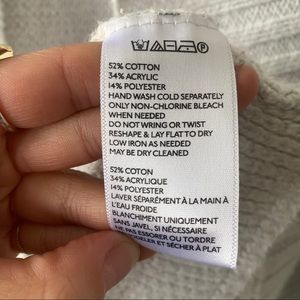 52% COTTON
34% ACRYLIC
14% POLYESTER
HAND WASH COLD SEPARATELY
ONLY NON-CHLORINE BLEACH
WHEN NEEDED
DO NOT WRING OR TWIST
RESHAPE & LAY FLAT TO DRY
LOW IRON AS NEEDED
MAY BE DRY CLEANED
52% COTON
34% ACRYLIQUE
14% POLYESTER
LAVER SÉPARÉMENT À LA MAIN À
L'EAU FROIDE
BLANCHIMENT UNIQUEMENT
SANS JAVEL, SI NÉCESSAIRE
NE PAS ESSORER OU TORDRE
ET SÉCHER À PLAT